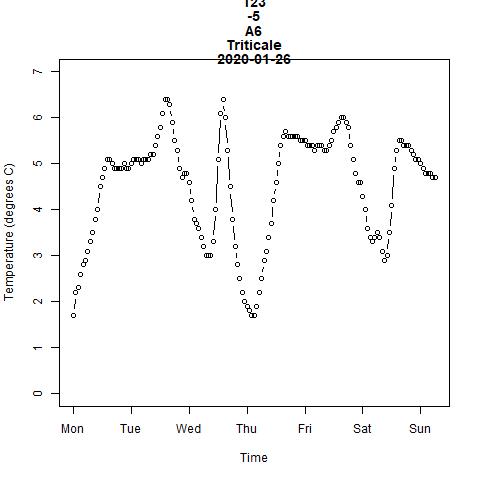 123
-5
A6
Triticale
2020-01-26
7
6
5
4
3
2
1
0
Temperature (degrees C)
Mon Tue Wed Thu Fri Sat Sun
Time